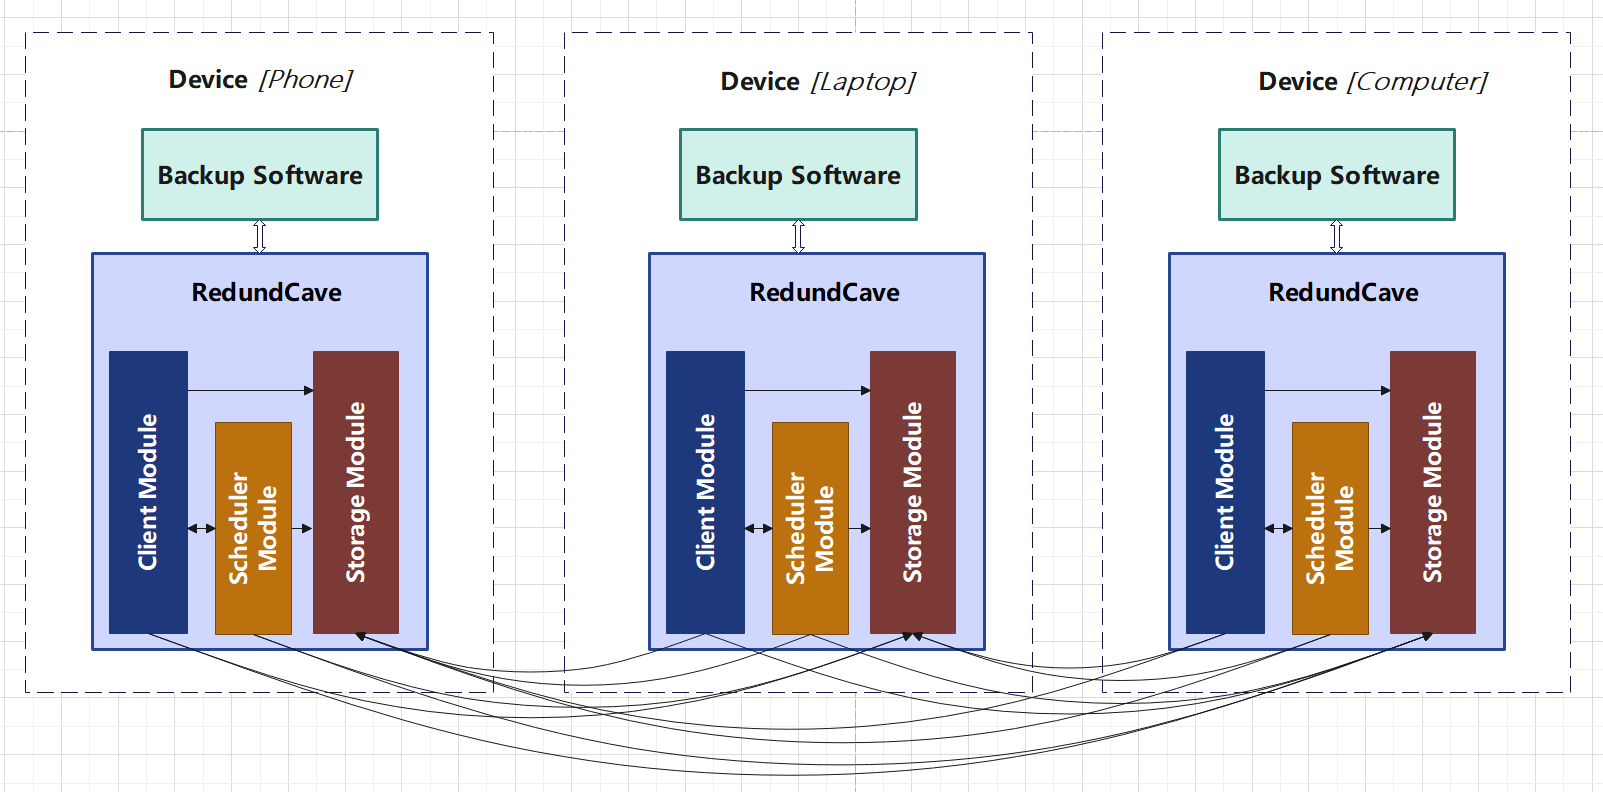 Device [Phone]
Backup Software
RedundCave
Client Module
Scheduler
Module
Storage Module
Device [Laptop]
Backup Software
RedundCave
Client Module
Scheduler
Module
Storage Module
Device [Computer]
Backup Software
RedundCave
Client Module
Scheduler
Module
Storage Module